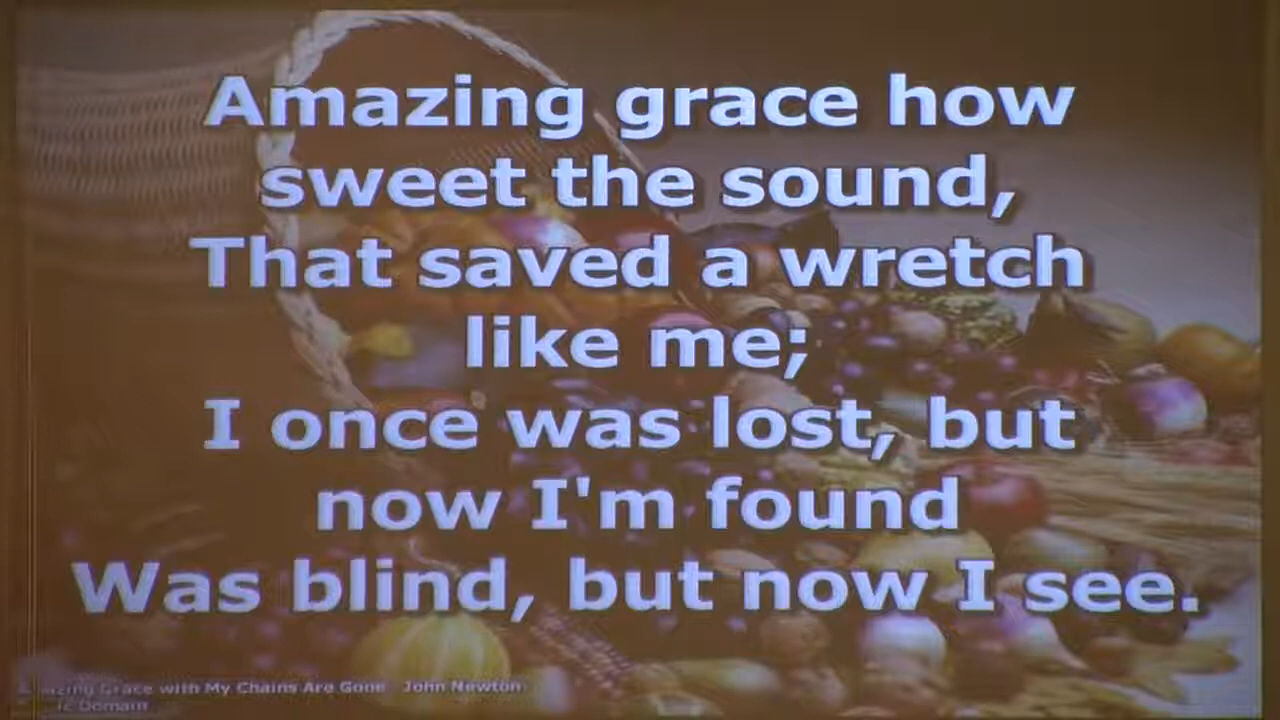 Amazing grace how
sweet the sound,
That saved a wretch
like me;
I once was lost, but
now I'm found
Was blind, but now I see.
Grace with My Chains Are Gone John Newton
Domain